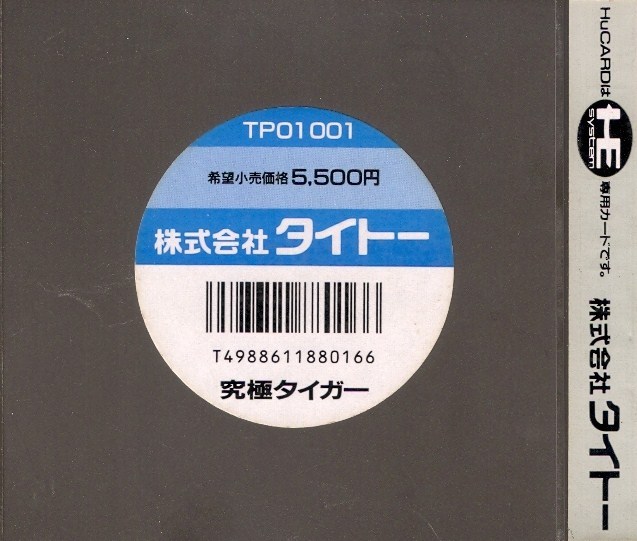 TP01001
希望小売価格5,500円
株式会社タイトー
T4988611880166
究極タイガー
HuCARDは HE system 専用カードです。
株式会社タイトー